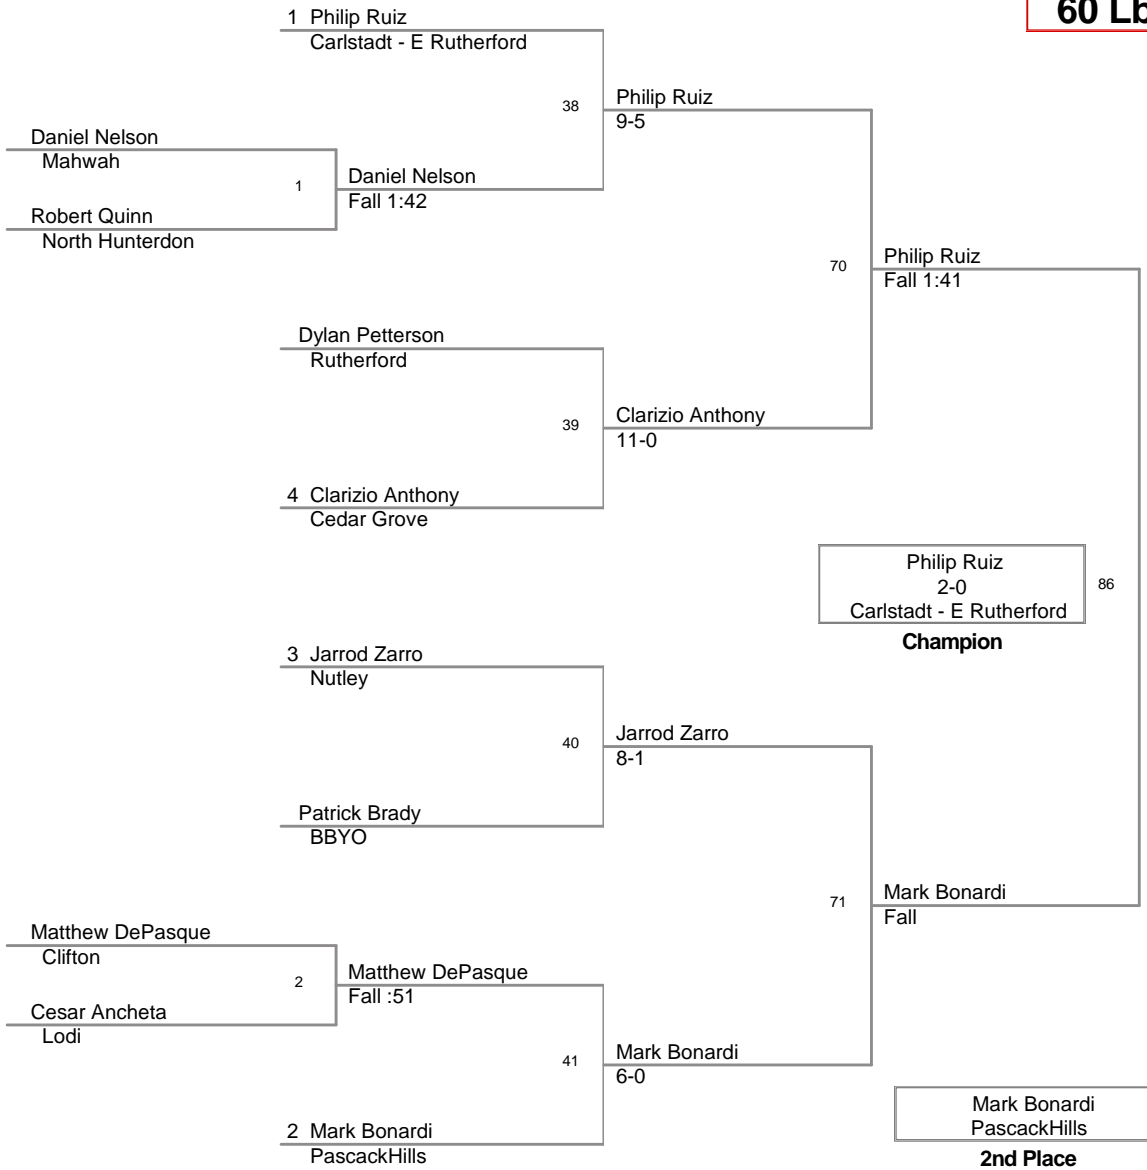 60 Lb
1 Philip Ruiz
Carlstadt - E Rutherford
38
Philip Ruiz
9-5
Daniel Nelson
Mahwah
1
Daniel Nelson
Fall 1:42
Robert Quinn
North Hunterdon
70
Philip Ruiz
Fall 1:41
Dylan Petterson
Rutherford
39
Clarizio Anthony
11-0
4 Clarizio Anthony
Cedar Grove
Philip Ruiz
2-0
Carlstadt - E Rutherford
86
Champion
3 Jarrod Zarro
Nutley
40
Jarrod Zarro
8-1
Patrick Brady
BBYO
71
Mark Bonardi
Fall
Matthew DePasque
Clifton
2
Matthew DePasque
Fall :51
Cesar Ancheta
Lodi
41
Mark Bonardi
6-0
2 Mark Bonardi
PascackHills
Mark Bonardi
PascackHills
2nd Place